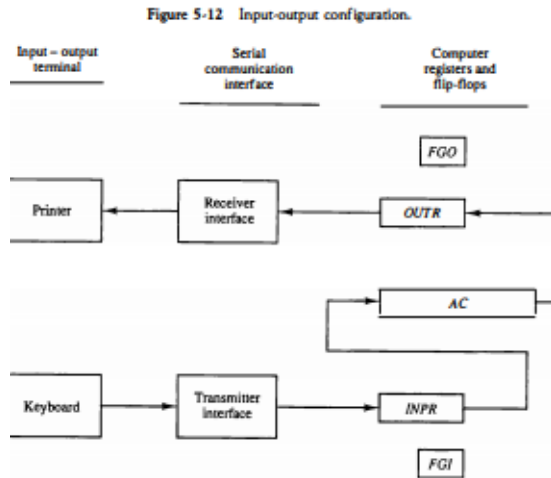 Figure 5-12 Input-output configuration.
Input – output
terminal
Serial
communication
interface
Computer
registers and
flip-flops
FGO
Printer
Receiver
interface
OUTR
AC
Keyboard
Transmitter
interface
INPR
FGI